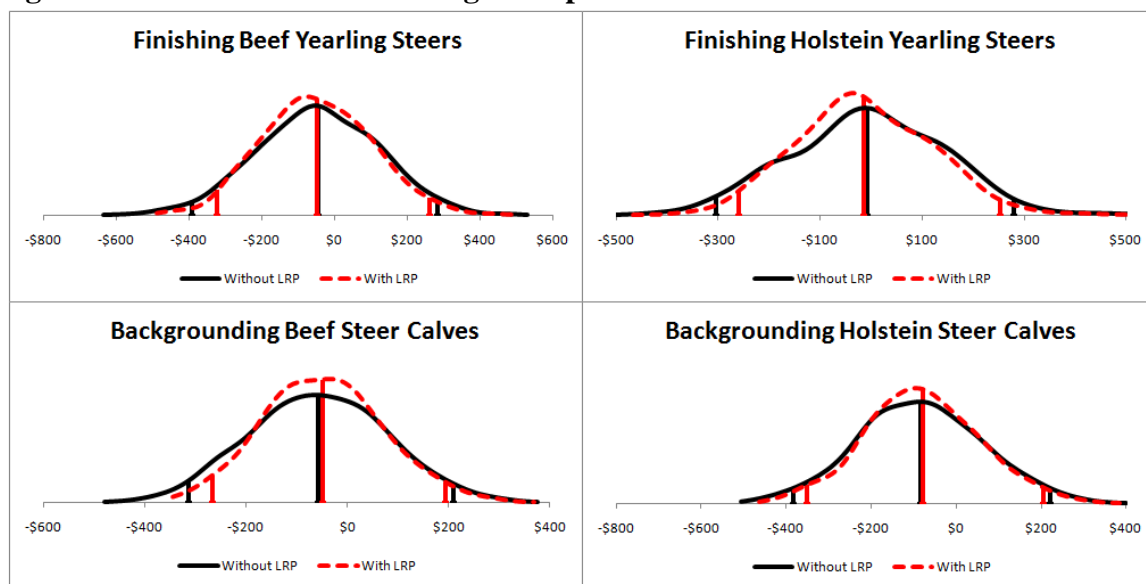 Finishing Beef Yearling Steers
-$800 -$600 -$400 -$200 $0 $200 $400 $600
Without LRP With LRP
Finishing Holstein Yearling Steers
-$500 -$300 -$100 $100 $300 $500
Without LRP With LRP
Backgrounding Beef Steer Calves
-$600 -$400 -$200 $0 $200 $400
Without LRP With LRP
Backgrounding Holstein Steer Calves
-$800 -$600 -$400 -$200 $0 $200 $400
Without LRP With LRP